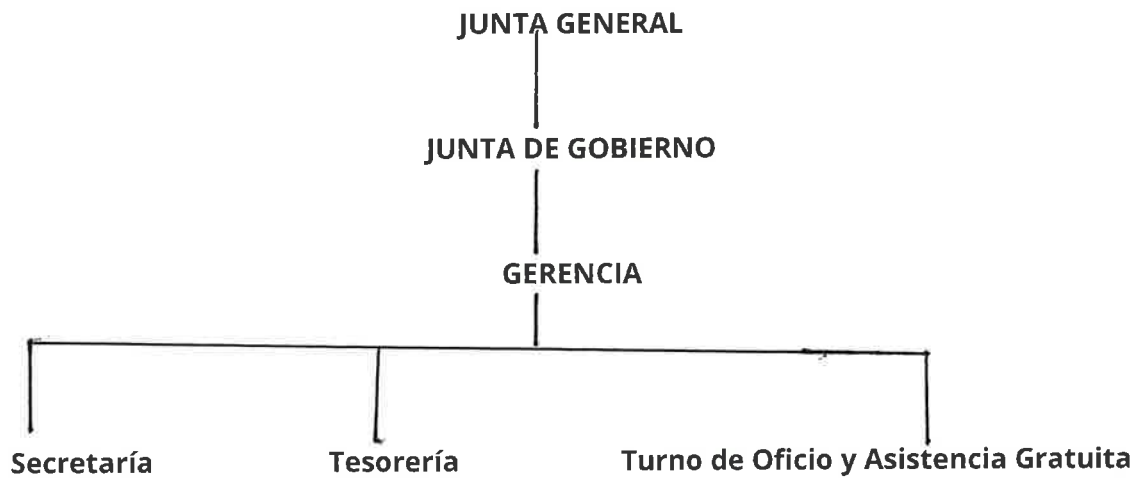 JUNTA GENERAL
JUNTA DE GOBIERNO
GERENCIA
Secretaría
Tesorería
Turno de Oficio y Asistencia Gratuita